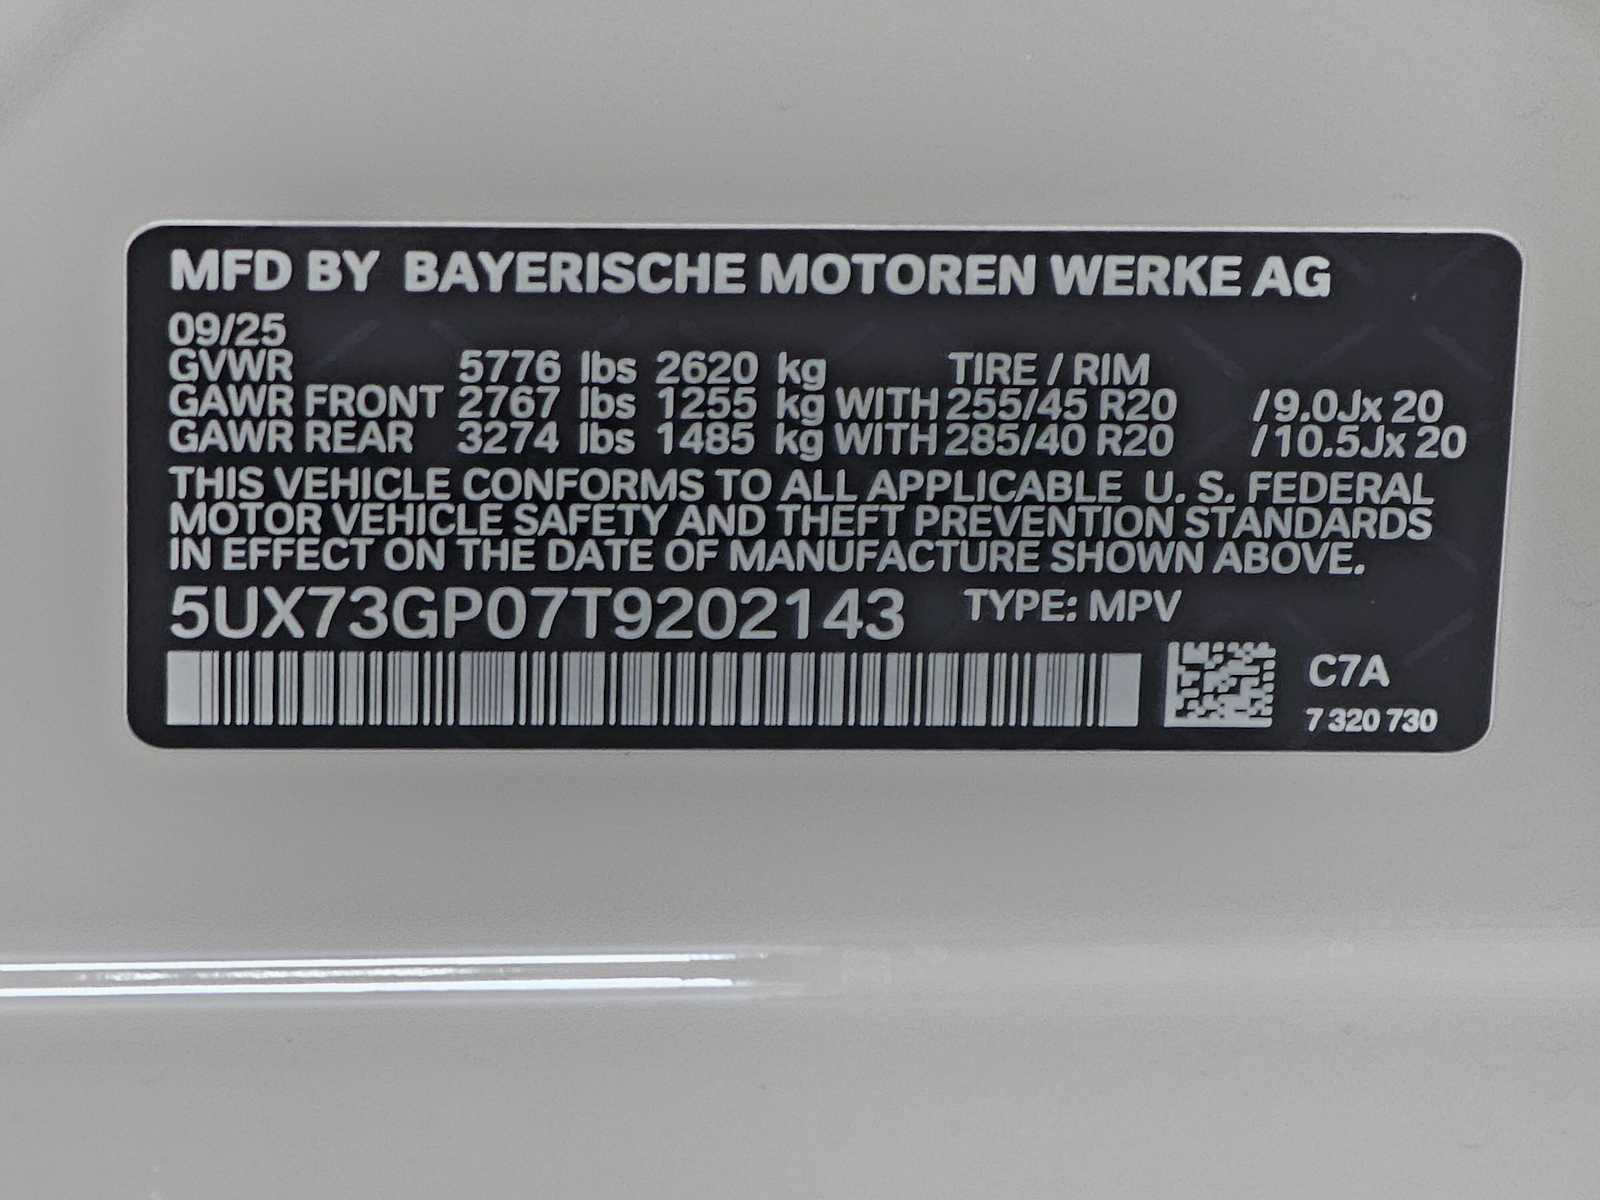 MFD BY BAYERISCHE MOTOREN WERKE AG
09/25
GVWR 5776 lbs 2620 kg TIRE / RIM
GAWR FRONT 2767 lbs 1255 kg WITH 255/45 R20 /9.0Jx 20
GAWR REAR 3274 lbs 1485 kg WITH 285/40 R20 /10.5Jx 20
THIS VEHICLE CONFORMS TO ALL APPLICABLE U. S. FEDERAL
MOTOR VEHICLE SAFETY AND THEFT PREVENTION STANDARDS
IN EFFECT ON THE DATE OF MANUFACTURE SHOWN ABOVE.
5UX73GP07T9202143 TYPE: MPV
C7A
7 320 730